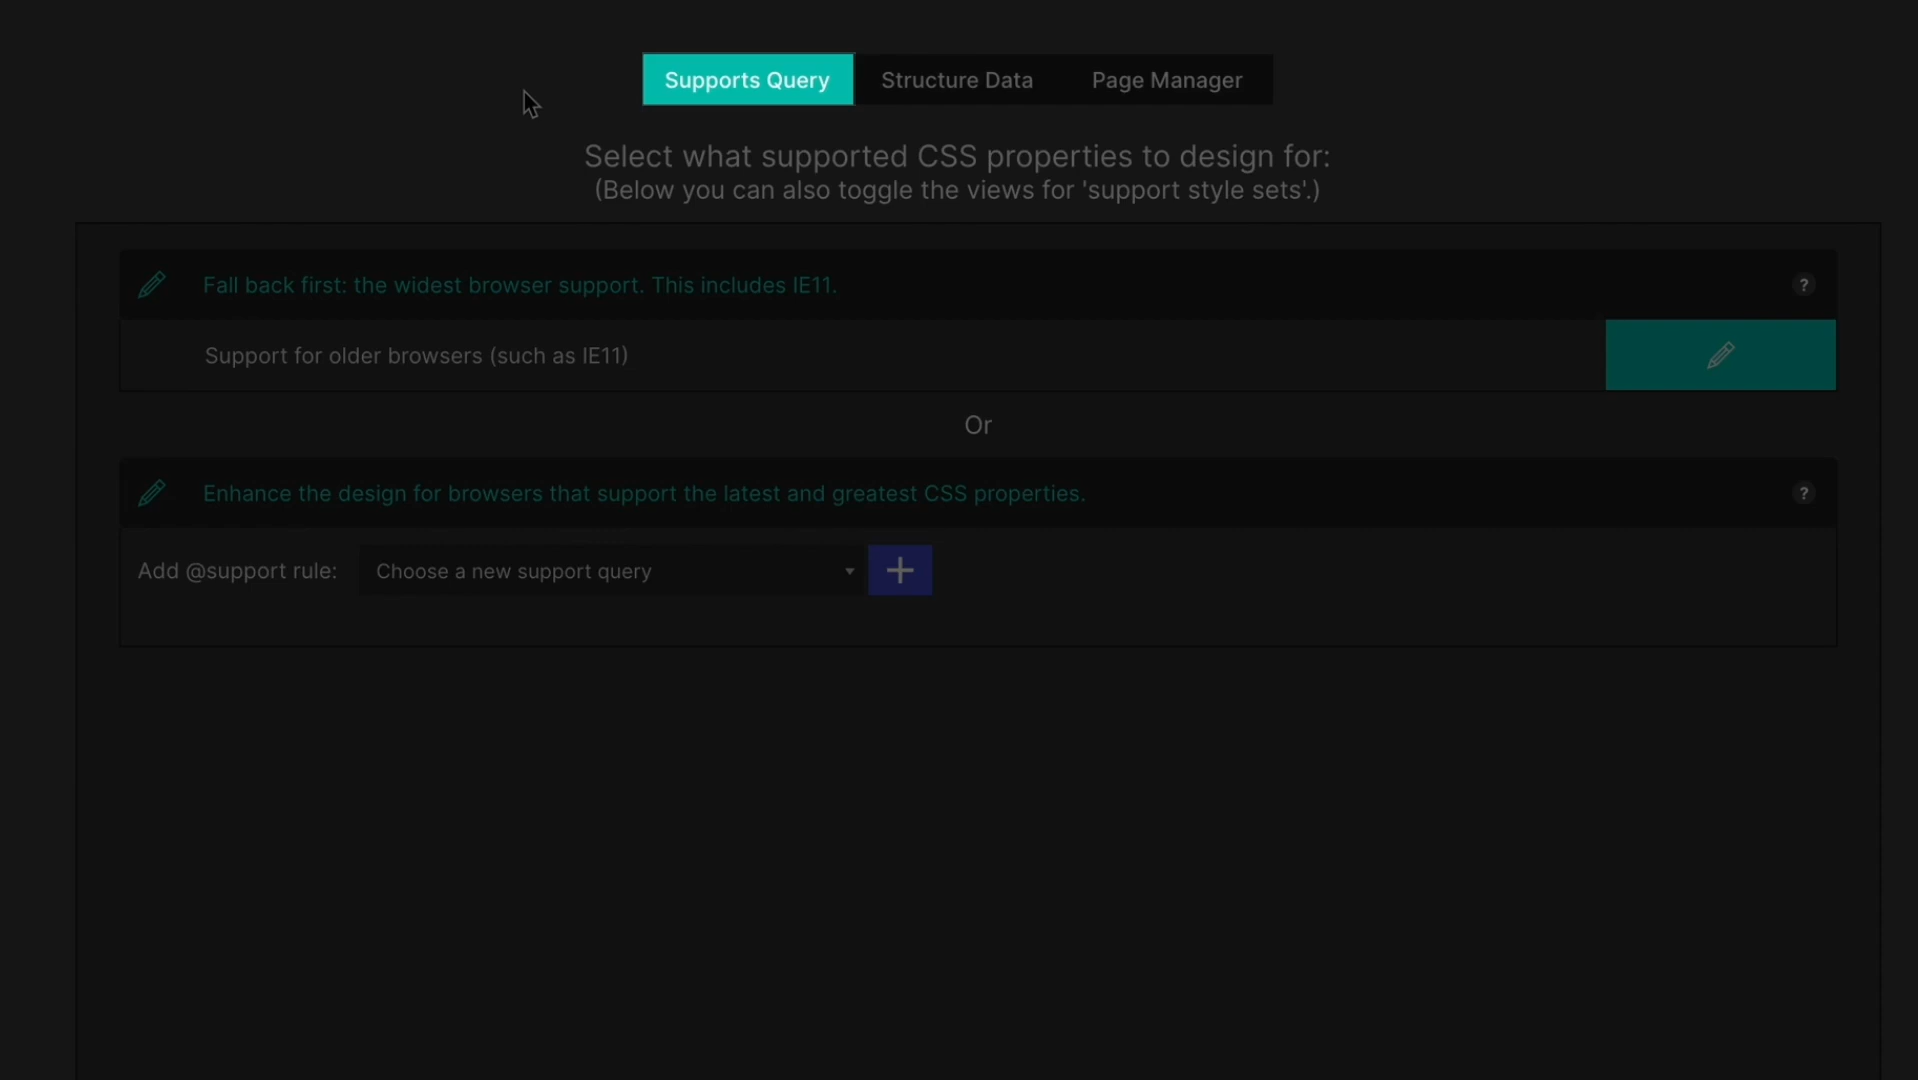 Supports Query
Structure Data
Page Manager
Select what supported CSS properties to design for:
(Below you can also toggle the views for 'support style sets'.)
Fall back first: the widest browser support. This includes IE11.
?
Support for older browsers (such as IE11)
Or
Enhance the design for browsers that support the latest and greatest CSS properties.
?
Add @support rule:
Choose a new support query